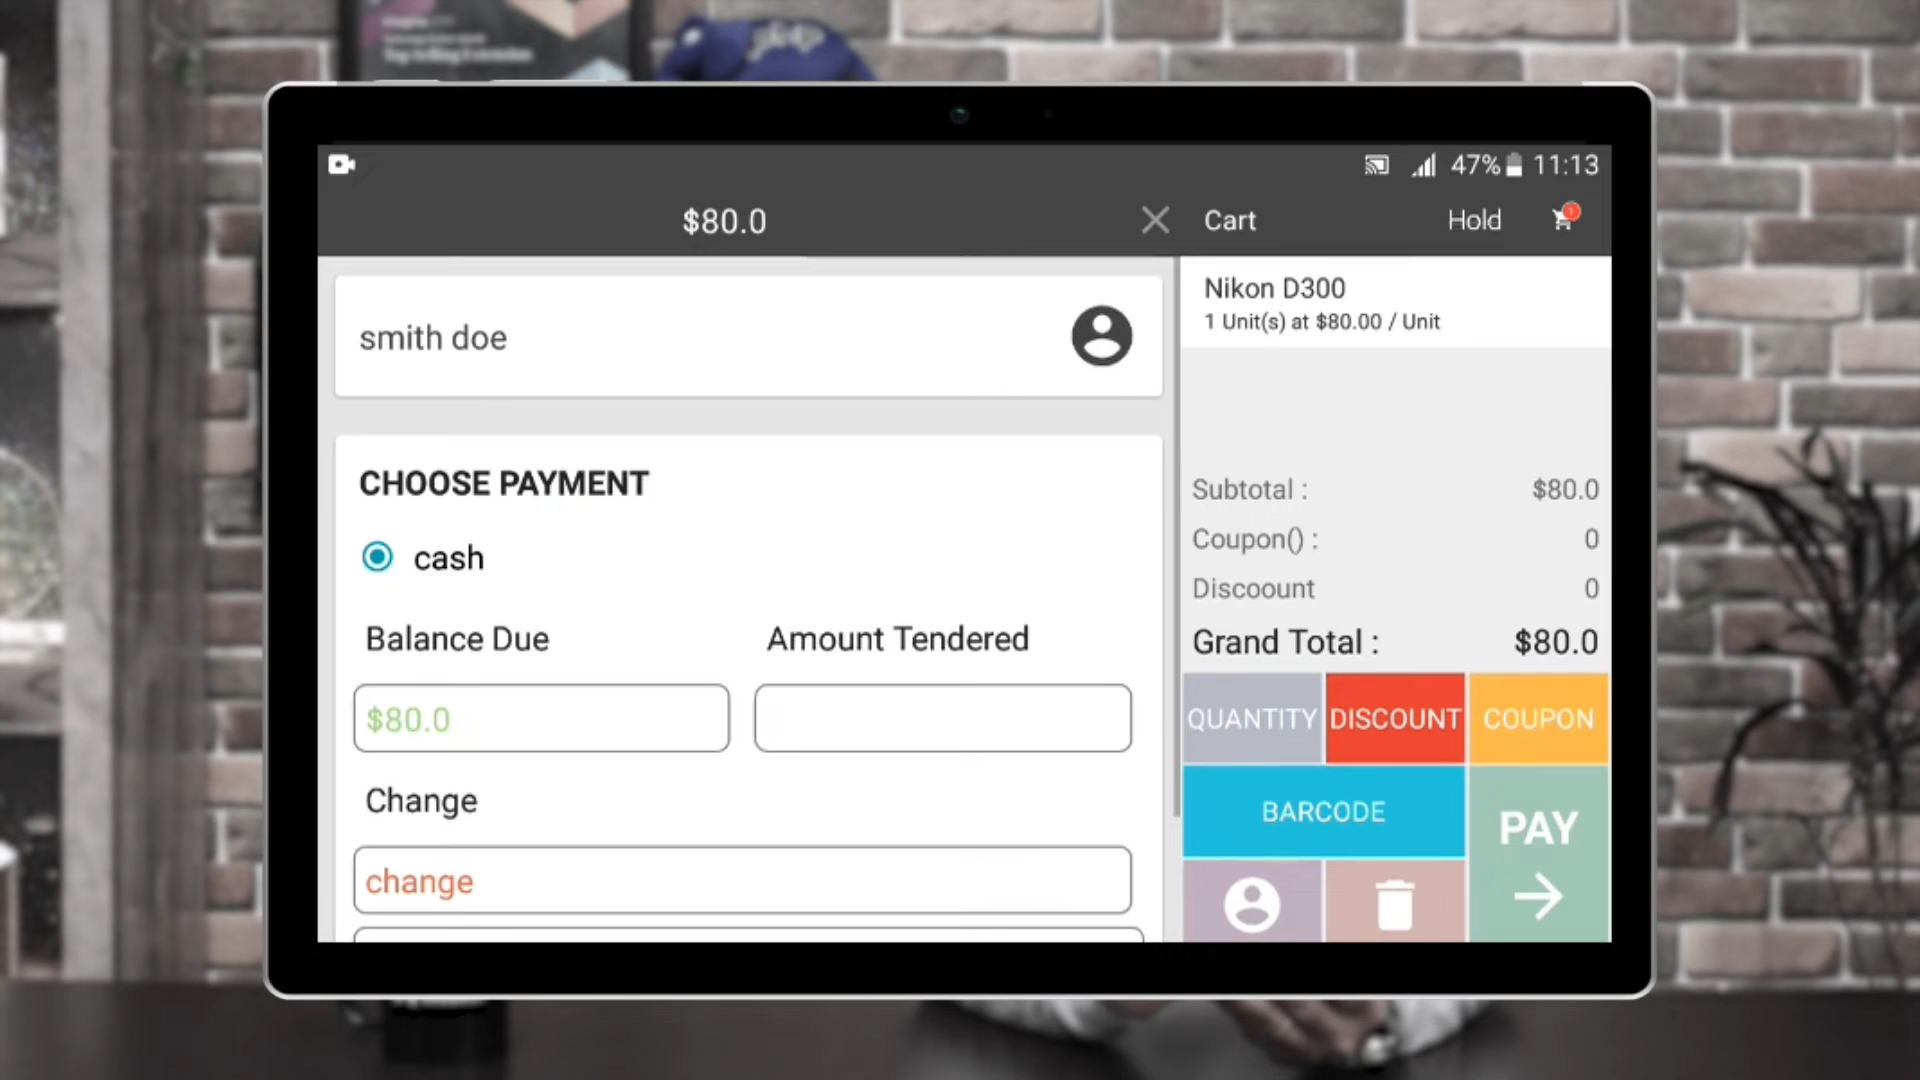 47% 11:13
$80.0
Cart
Hold
1
smith doe
CHOOSE PAYMENT
cash
Balance Due
Amount Tendered
$80.0
Change
change
Nikon D300
1 Unit(s) at $80.00 / Unit
Subtotal : $80.0
Coupon() : 0
Discoount 0
Grand Total : $80.0
QUANTITY
DISCOUNT
COUPON
BARCODE
PAY